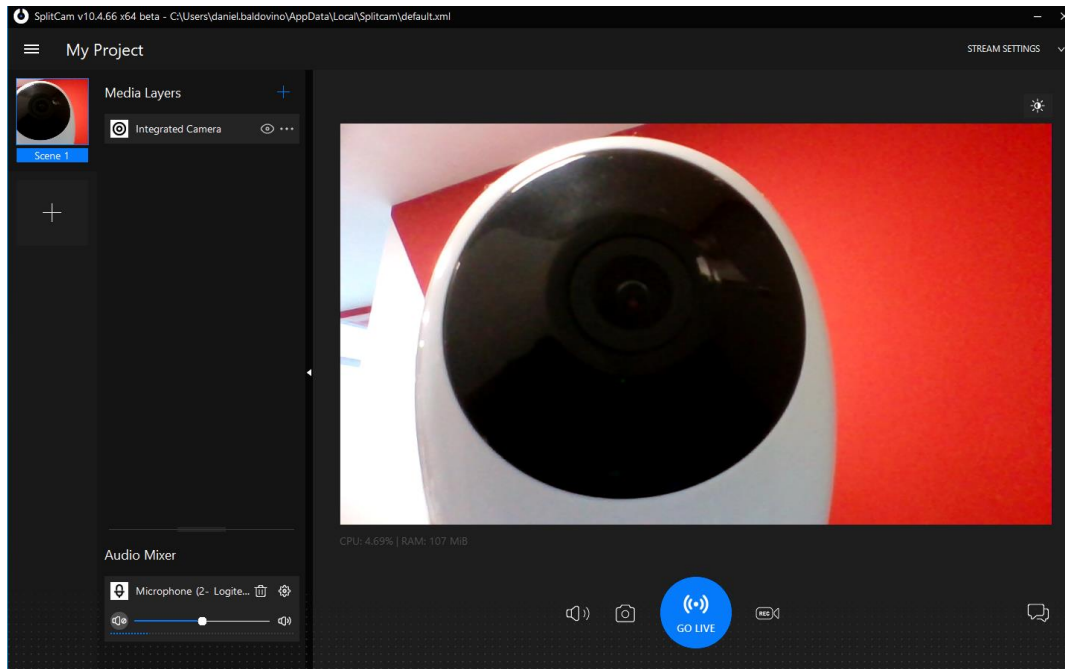 SplitCam v10.4.66 x64 beta - C:\Users\daniel.baldovino\AppData\Local\Splitcam\default.xml
My Project
STREAM SETTINGS
Media Layers
Integrated Camera
Scene 1
CPU: 4.69% | RAM: 107 MiB
Audio Mixer
Microphone (2- Logite...
REC
GO LIVE